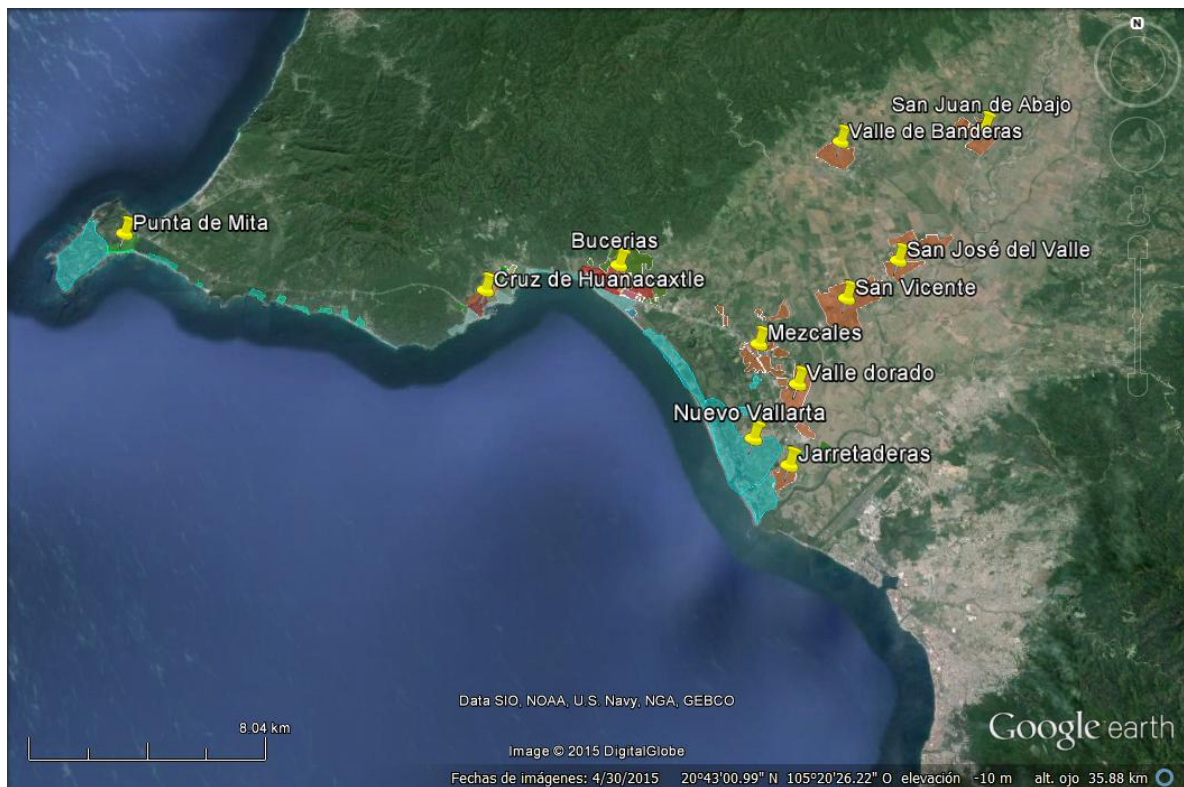 N
San Juan de Abajo
Valle de Banderas
Punta de Mita
Bucerias
San José del Valle
Cruz de Huanacaxtle
San Vicente
Mezcales
Valle dorado
Nuevo Vallarta
Jarretaderas
Data SIO, NOAA, U.S. Navy, NGA, GEBCO
8.04 km
Google earth
Image © 2015 DigitalGlobe
Fechas de imágenes: 4/30/2015 20°43'00.99" N 105°20'26.22" O elevación -10 m alt. ojo 35.88 km